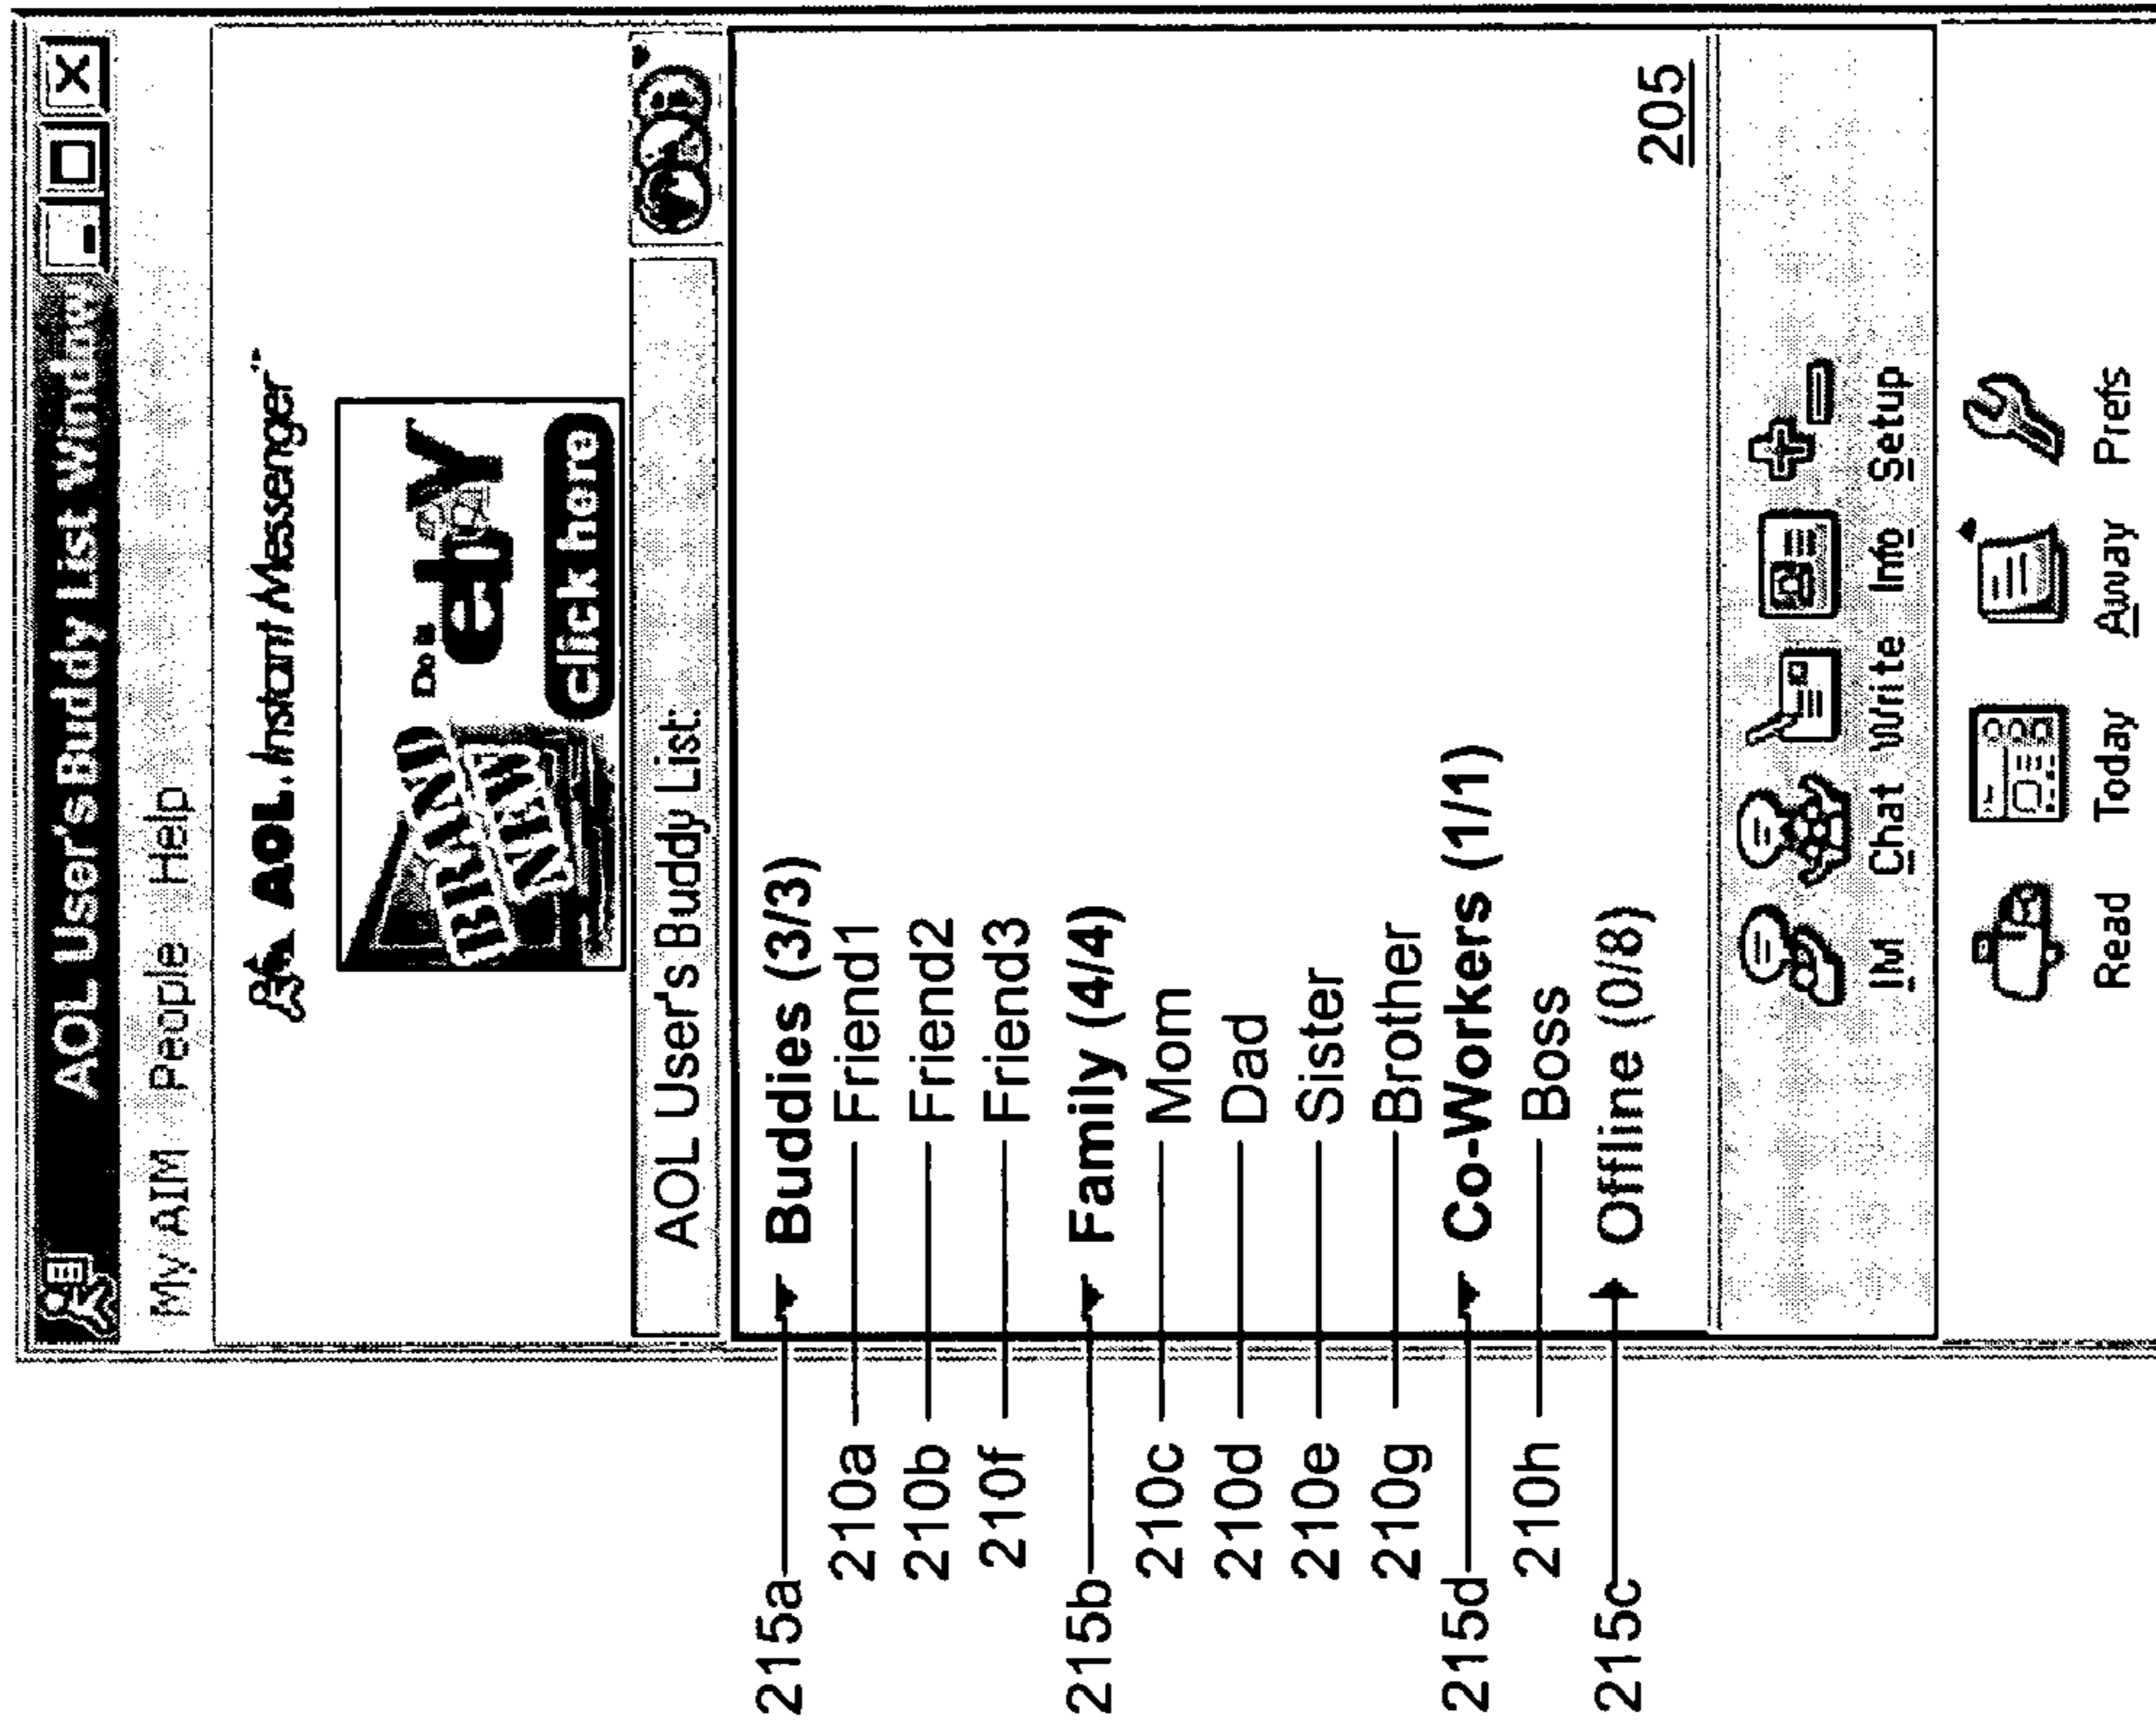 AOL User's Buddy List Window
My AIM People Help
AOL Instant Messenger™
BRAND NEW
Do it
ebay
click here
AOL User's Buddy List:
215a Buddies (3/3)
210a Friend1
210b Friend2
210f Friend3
215b Family (4/4)
210c Mom
210d Dad
210e Sister
210g Brother
215d Co-Workers (1/1)
210h Boss
215c Offline (0/8)
205
IM Chat Write Info Setup
Read Today Away Prefs